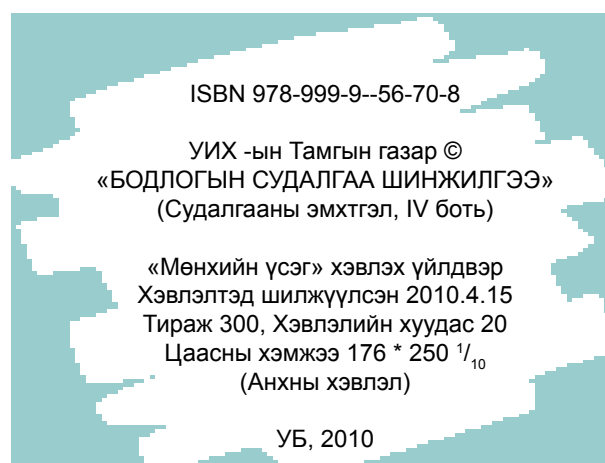 ISBN 978-999-9--56-70-8
УИХ -ын Тамгын газар ©
«БОДЛОГЫН СУДАЛГАА ШИНЖИЛГЭЭ»
(Судалгааны эмхтгэл, IV боть)
«Мөнхийн үсэг» хэвлэх үйлдвэр
Хэвлэлтэд шилжүүлсэн 2010.4.15
Тираж 300, Хэвлэлийн хуудас 20
Цаасны хэмжээ 176 * 250 ¹/₁₀
(Анхны хэвлэл)
УБ, 2010